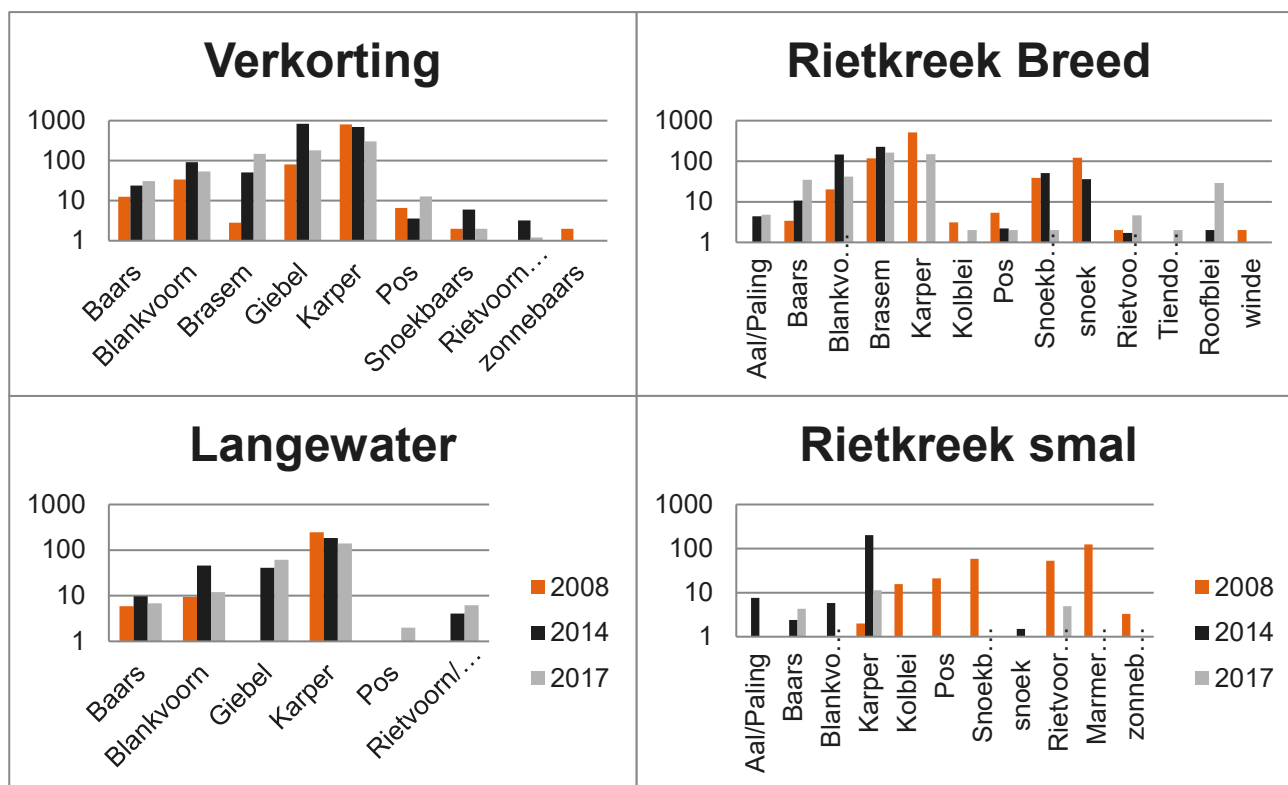 Verkorting
1000
100
10
1
Baars
Blankvoorn
Brasem
Giebel
Karper
Pos
Snoekbaars
Rietvoorn...
zonnebaars
Rietkreek Breed
1000
100
10
1
Aal/Paling
Baars
Blankvo...
Brasem
Karper
Kolblei
Pos
Snoekb...
snoek
Rietvoo...
Tiendo...
Roofblei
winde
Langewater
1000
100
10
1
Baars
Blankvoorn
Giebel
Karper
Pos
Rietvoorn/...
2008
2014
2017
Rietkreek smal
1000
100
10
1
Aal/Paling
Baars
Blankvo...
Karper
Kolblei
Pos
Snoekb...
snoek
Rietvoor...
Marmer...
zonneb...
2008
2014
2017